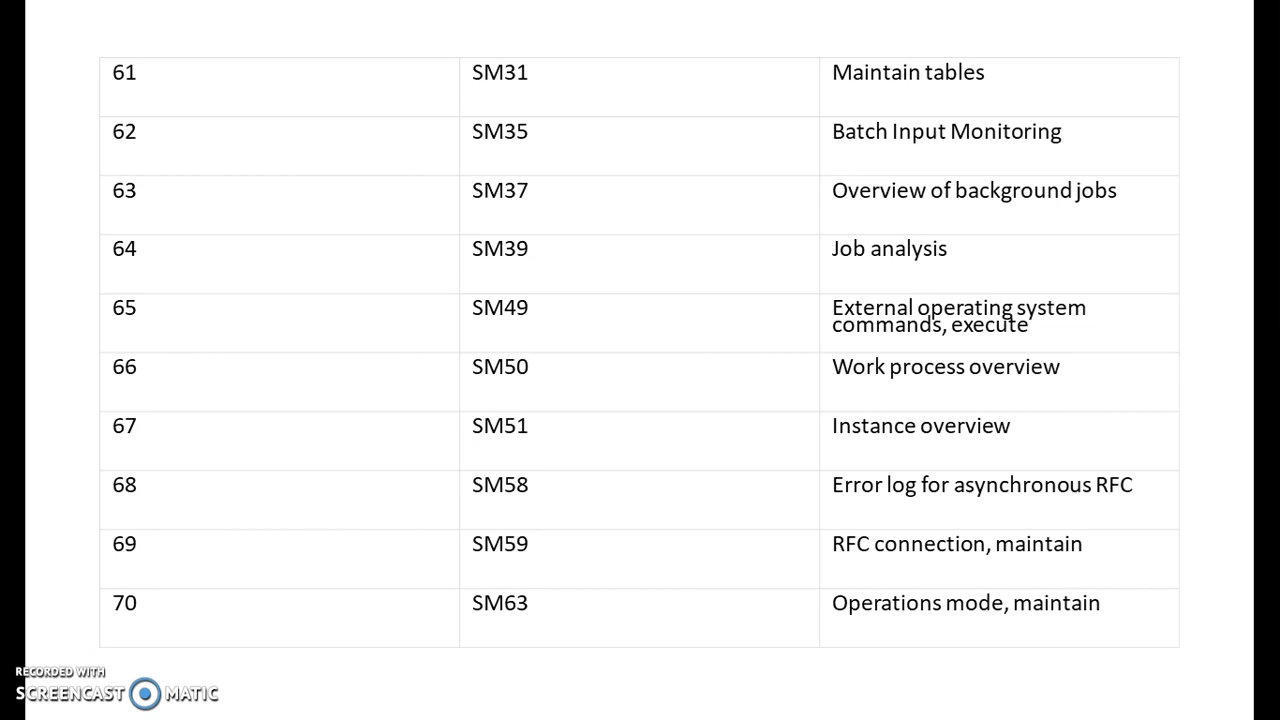 61 SM31 Maintain tables
62 SM35 Batch Input Monitoring
63 SM37 Overview of background jobs
64 SM39 Job analysis
65 SM49 External operating system
commands, execute
66 SM50 Work process overview
67 SM51 Instance overview
68 SM58 Error log for asynchronous RFC
69 SM59 RFC connection, maintain
70 SM63 Operations mode, maintain
RECORDED WITH
SCREENCAST MATIC